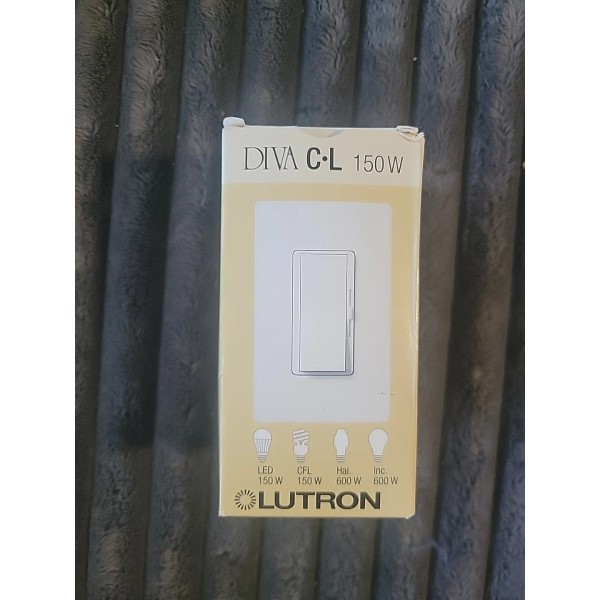 DIVA C•L 150 W
LED CFL Hal. Inc.
150 W 150 W 600 W 600 W
LUTRON